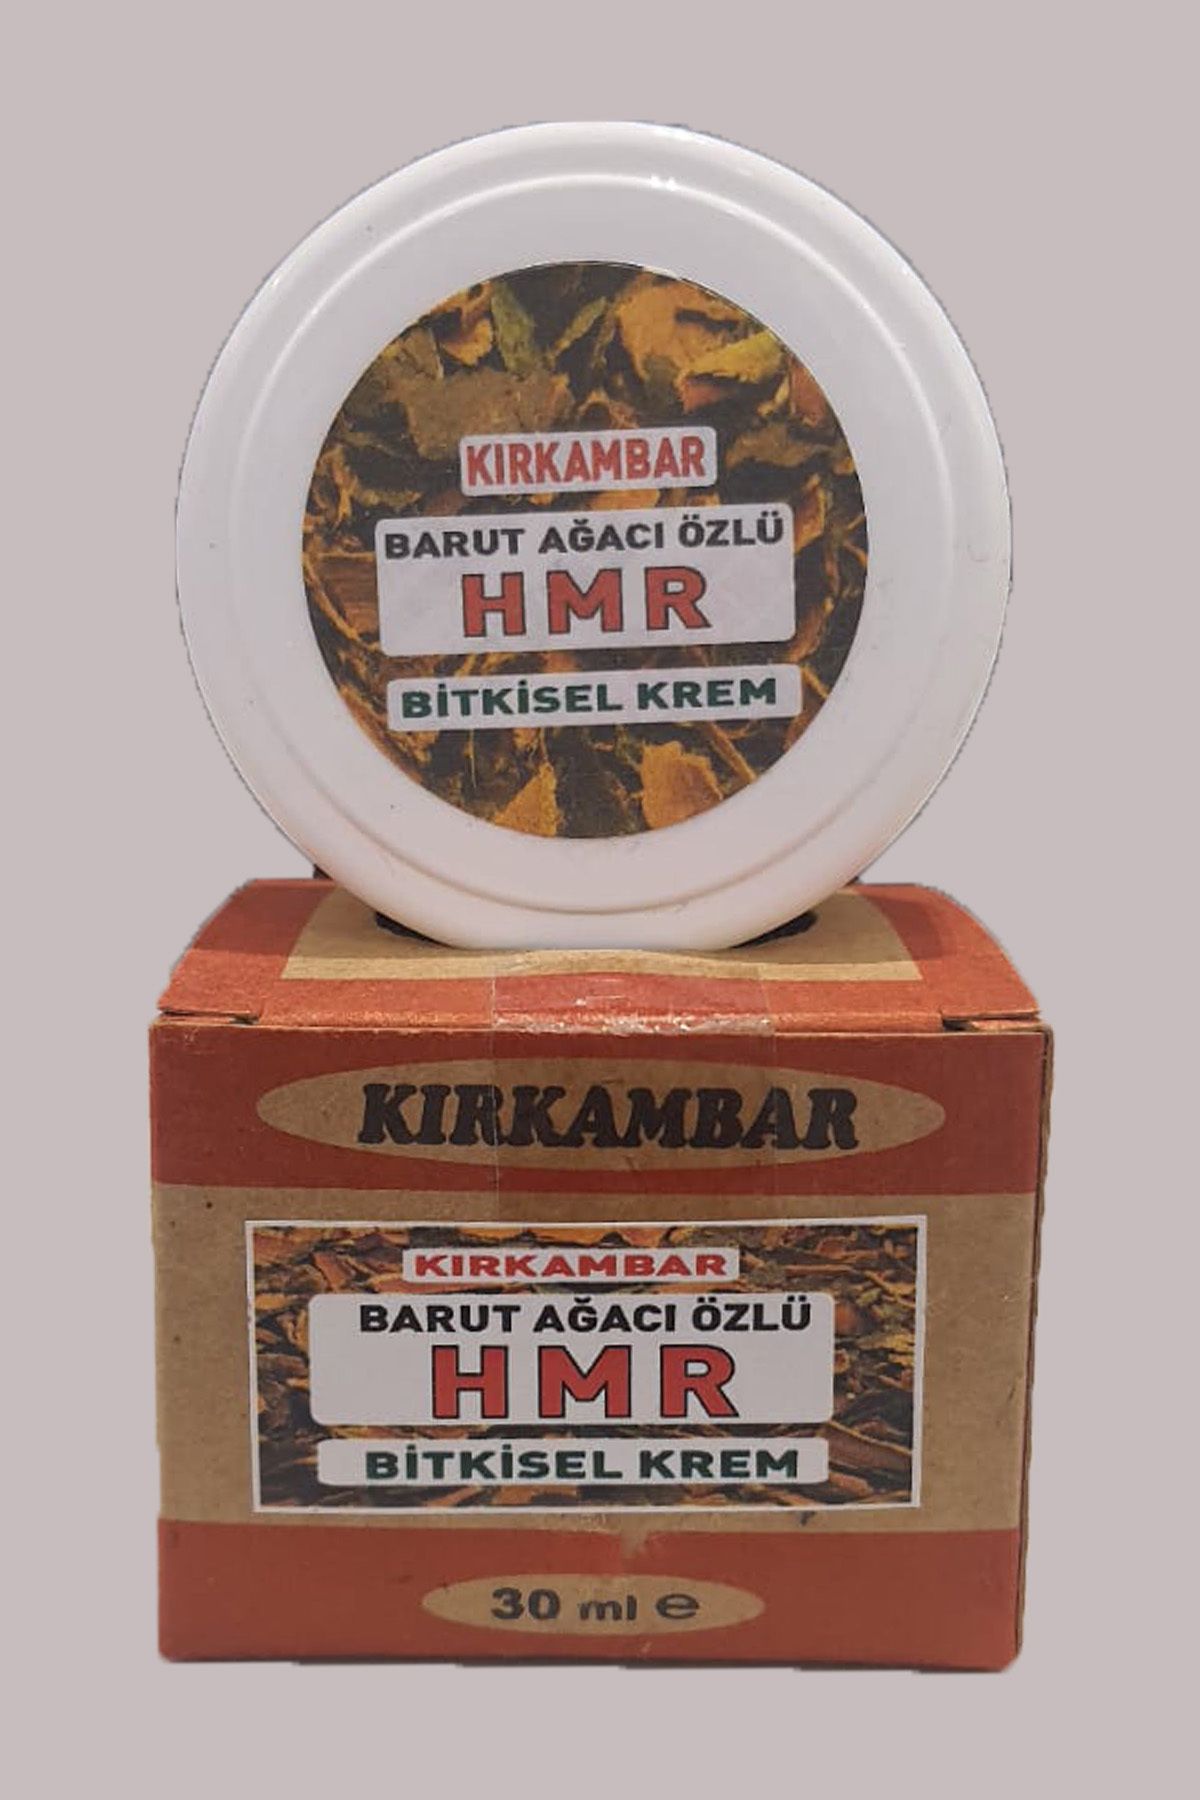 KIRKAMBAR
BARUT AĞACI ÖZLÜ
HMR
BİTKİSEL KREM
KIRKAMBAR
KIRKAMBAR
BARUT AĞACI ÖZLÜ
HMR
BİTKİSEL KREM
30 ml ℮